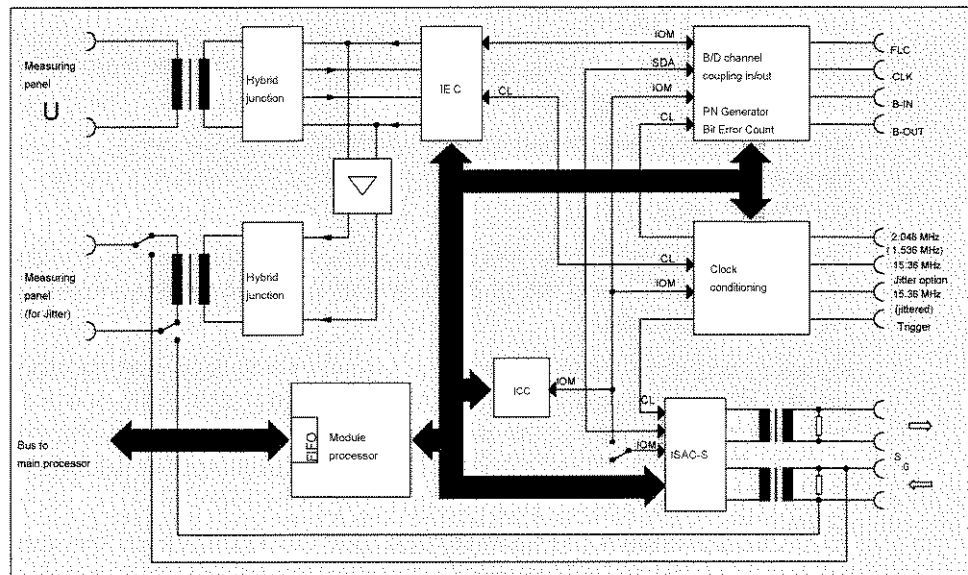 Measuring
panel
U
Hybrid
junction
IE C
IOM
SDA
IOM
CL
CL
B/D channel
coupling in/out
PN Generator
Bit Error Count
FLC
CLK
B-IN
B-OUT
Measuring
panel
(for Jitter)
Hybrid
junction
CL
IOM
Clock
conditioning
2.048 MHz
(1.536 MHz)
15.36 MHz
Jitter option
15.36 MHz
(jittered)
Trigger
ICC
IOM
CL
IOM
ISAC-S
S
0
Bus to
main processor
FIFO
Module
processor